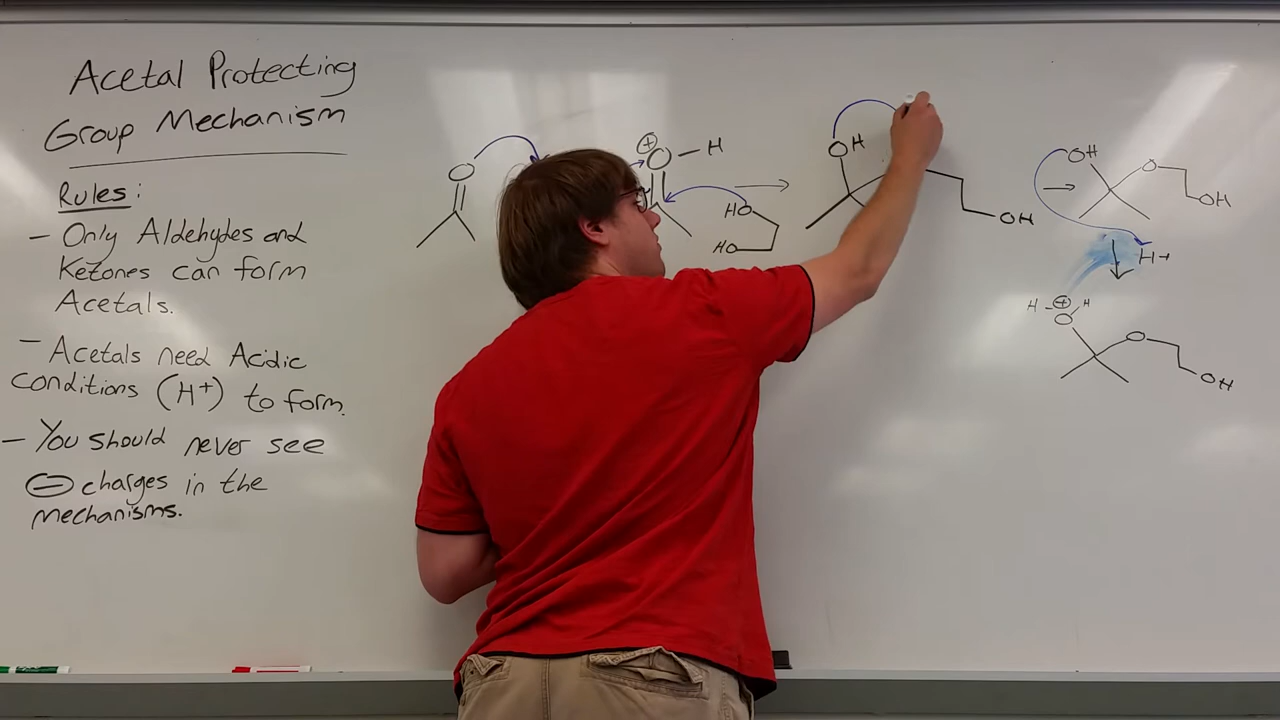 Acetal Protecting
Group Mechanism
Rules:
- Only Aldehydes and
Ketones can form
Acetals.
- Acetals need Acidic
conditions (H+) to form.
- You should never see
⊖ charges in the
mechanisms.
O
⊕
O - H
HO
HO
OH
OH
OH
O
OH
H+
H - ⊕ H
O
O
OH